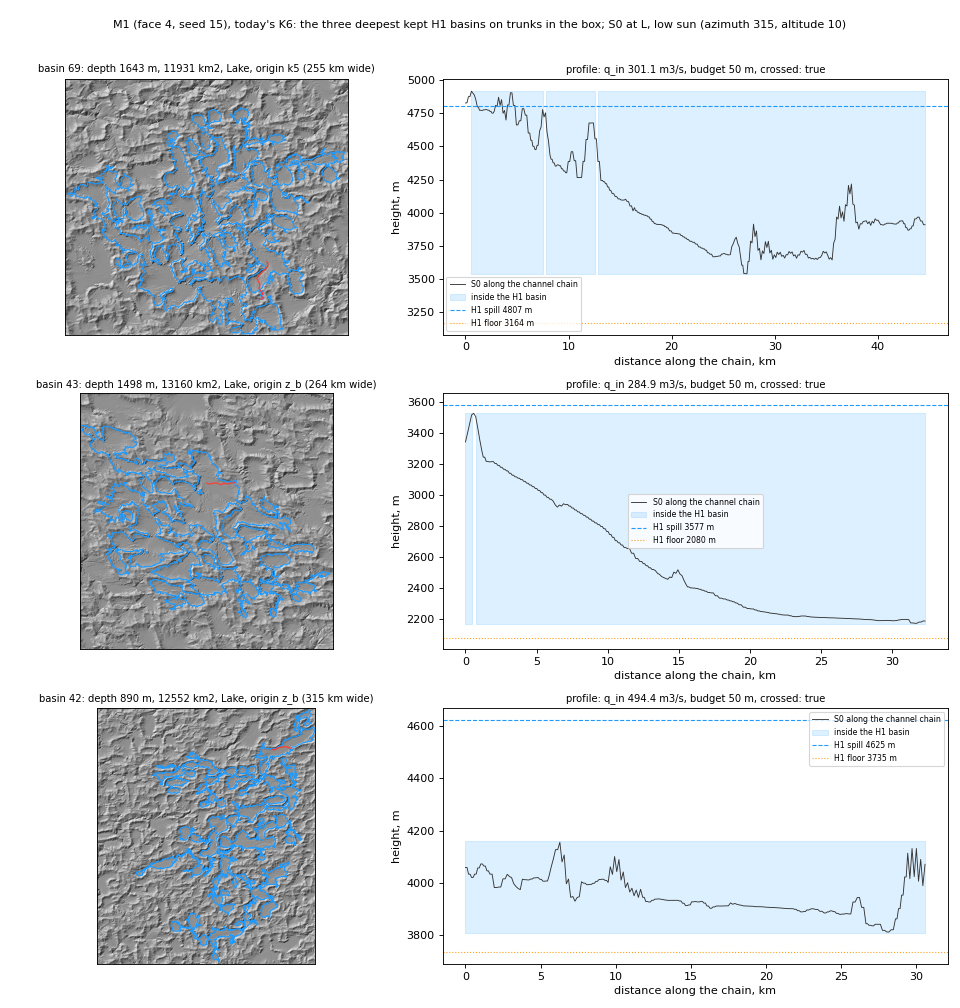 M1 (face 4, seed 15), today's K6: the three deepest kept H1 basins on trunks in the box; S0 at L, low sun (azimuth 315, altitude 10)
basin 69: depth 1643 m, 11931 km2, Lake, origin k5 (255 km wide)
profile: q_in 301.1 m3/s, budget 50 m, crossed: true
5000
4750
4500
4250
4000
3750
3500
3250
height, m
S0 along the channel chain
inside the H1 basin
H1 spill 4807 m
H1 floor 3164 m
0
10
20
30
40
distance along the chain, km
basin 43: depth 1498 m, 13160 km2, Lake, origin z_b (264 km wide)
profile: q_in 284.9 m3/s, budget 50 m, crossed: true
3600
3400
3200
3000
2800
2600
2400
2200
height, m
S0 along the channel chain
inside the H1 basin
H1 spill 3577 m
H1 floor 2080 m
0
5
10
15
20
25
30
distance along the chain, km
basin 42: depth 890 m, 12552 km2, Lake, origin z_b (315 km wide)
profile: q_in 494.4 m3/s, budget 50 m, crossed: true
4600
4400
4200
4000
3800
height, m
S0 along the channel chain
inside the H1 basin
H1 spill 4625 m
H1 floor 3735 m
0
5
10
15
20
25
30
distance along the chain, km